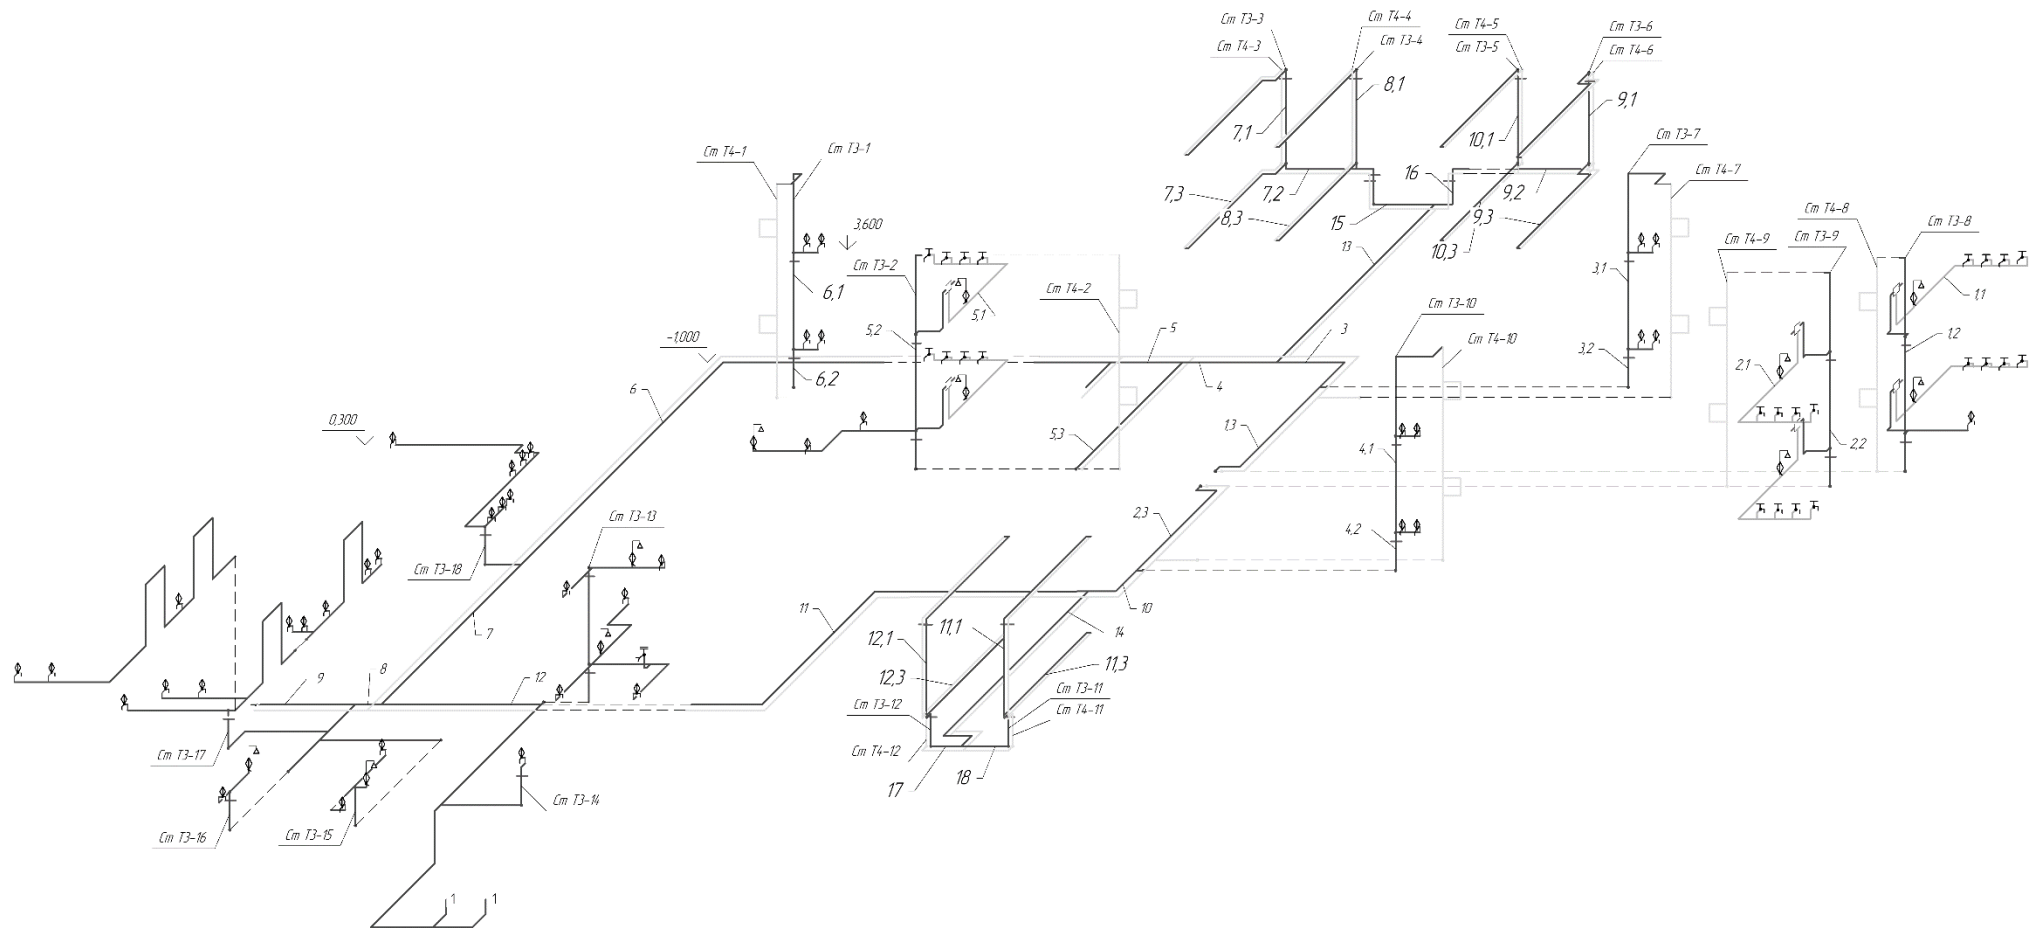 Ст Т3-3
Ст Т4-4
Ст Т4-5
Ст Т3-6
Ст Т4-3
Ст Т3-4
Ст Т3-5
Ст Т4-6
8,1
9,1
7,1
10,1
Ст Т3-7
Ст Т4-1
Ст Т3-1
Ст Т4-7
16
7,3
7,2
9,2
8,3
15
9,3
10,3
Ст Т4-8
Ст Т3-8
3,600
Ст Т4-9
Ст Т3-9
13
Ст Т3-2
3,1
6,1
Ст Т4-2
Ст Т3-10
1,1
5,1
5,2
-1,000
5
3
Ст Т4-10
1,2
3,2
6,2
4
2,1
6
0,300
1,3
5,3
4,1
2,2
Ст Т3-13
2,3
4,2
Ст Т3-18
11
10
7
12,1
11,1
14
11,3
12,3
8
9
12
Ст Т3-11
Ст Т3-12
Ст Т4-11
Ст Т4-12
Ст Т3-17
17
18
Ст Т3-14
Ст Т3-16
Ст Т3-15
1
1